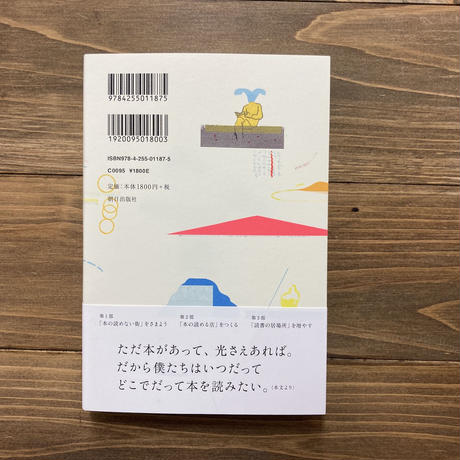 9784255011875
1920095018003
ISBN978-4-255-01187-5
C0095 ¥1800E
定価:本体1800円+税
朝日出版社
第1部
「本の読めない街」をさまよう
第2部
「本の読める店」をつくる
第3部
「読書の居場所」を増やす
ただ本があって、光さえあれば。
だから僕たちはいつだって
どこでだって本を読みたい。(本文より)